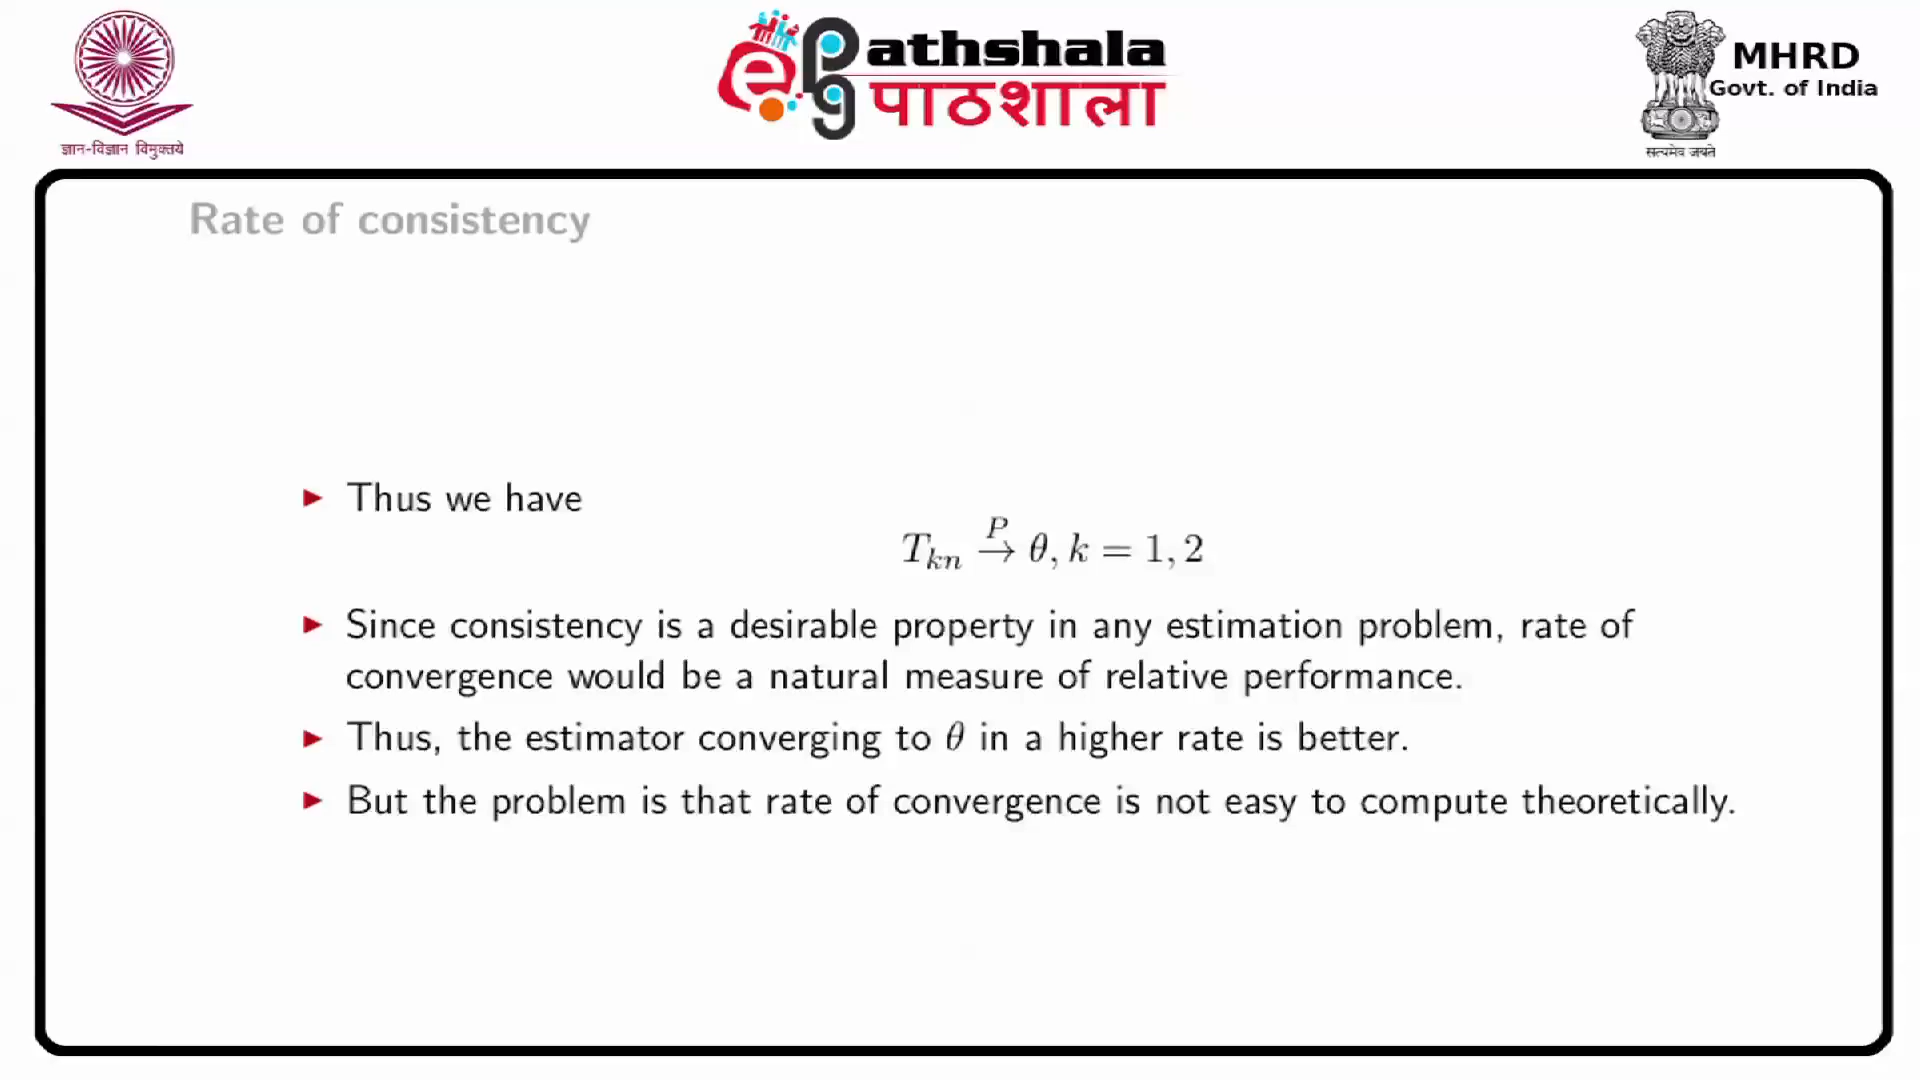 ज्ञान-विज्ञान विमुक्तये
ePG Pathshala
पाठशाला
MHRD
Govt. of India
सत्यमेव जयते
Rate of consistency
Thus we have
T_{kn} \xrightarrow{P} θ, k = 1, 2
Since consistency is a desirable property in any estimation problem, rate of
convergence would be a natural measure of relative performance.
Thus, the estimator converging to θ in a higher rate is better.
But the problem is that rate of convergence is not easy to compute theoretically.